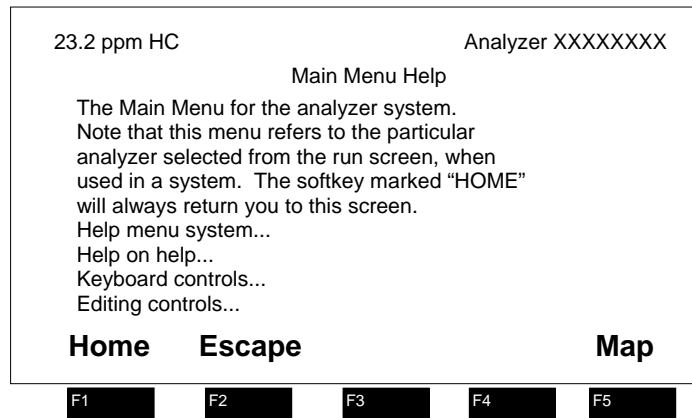 23.2 ppm HC Analyzer XXXXXXXX
Main Menu Help
The Main Menu for the analyzer system.
Note that this menu refers to the particular
analyzer selected from the run screen, when
used in a system. The softkey marked “HOME”
will always return you to this screen.
Help menu system...
Help on help...
Keyboard controls...
Editing controls...
Home Escape Map
F1 F2 F3 F4 F5